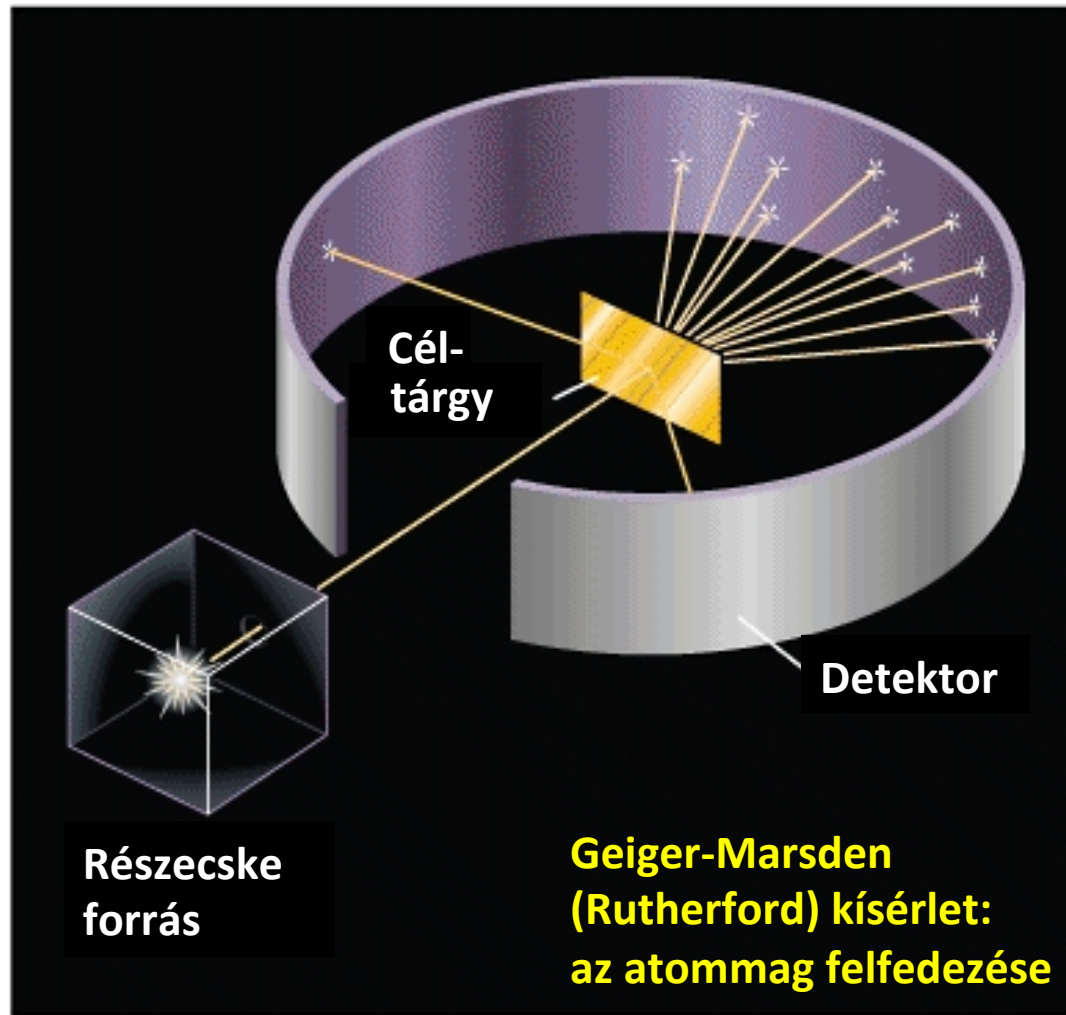 Cél-
tárgy
Detektor
Részecske
forrás
Geiger-Marsden
(Rutherford) kísérlet:
az atommag felfedezése